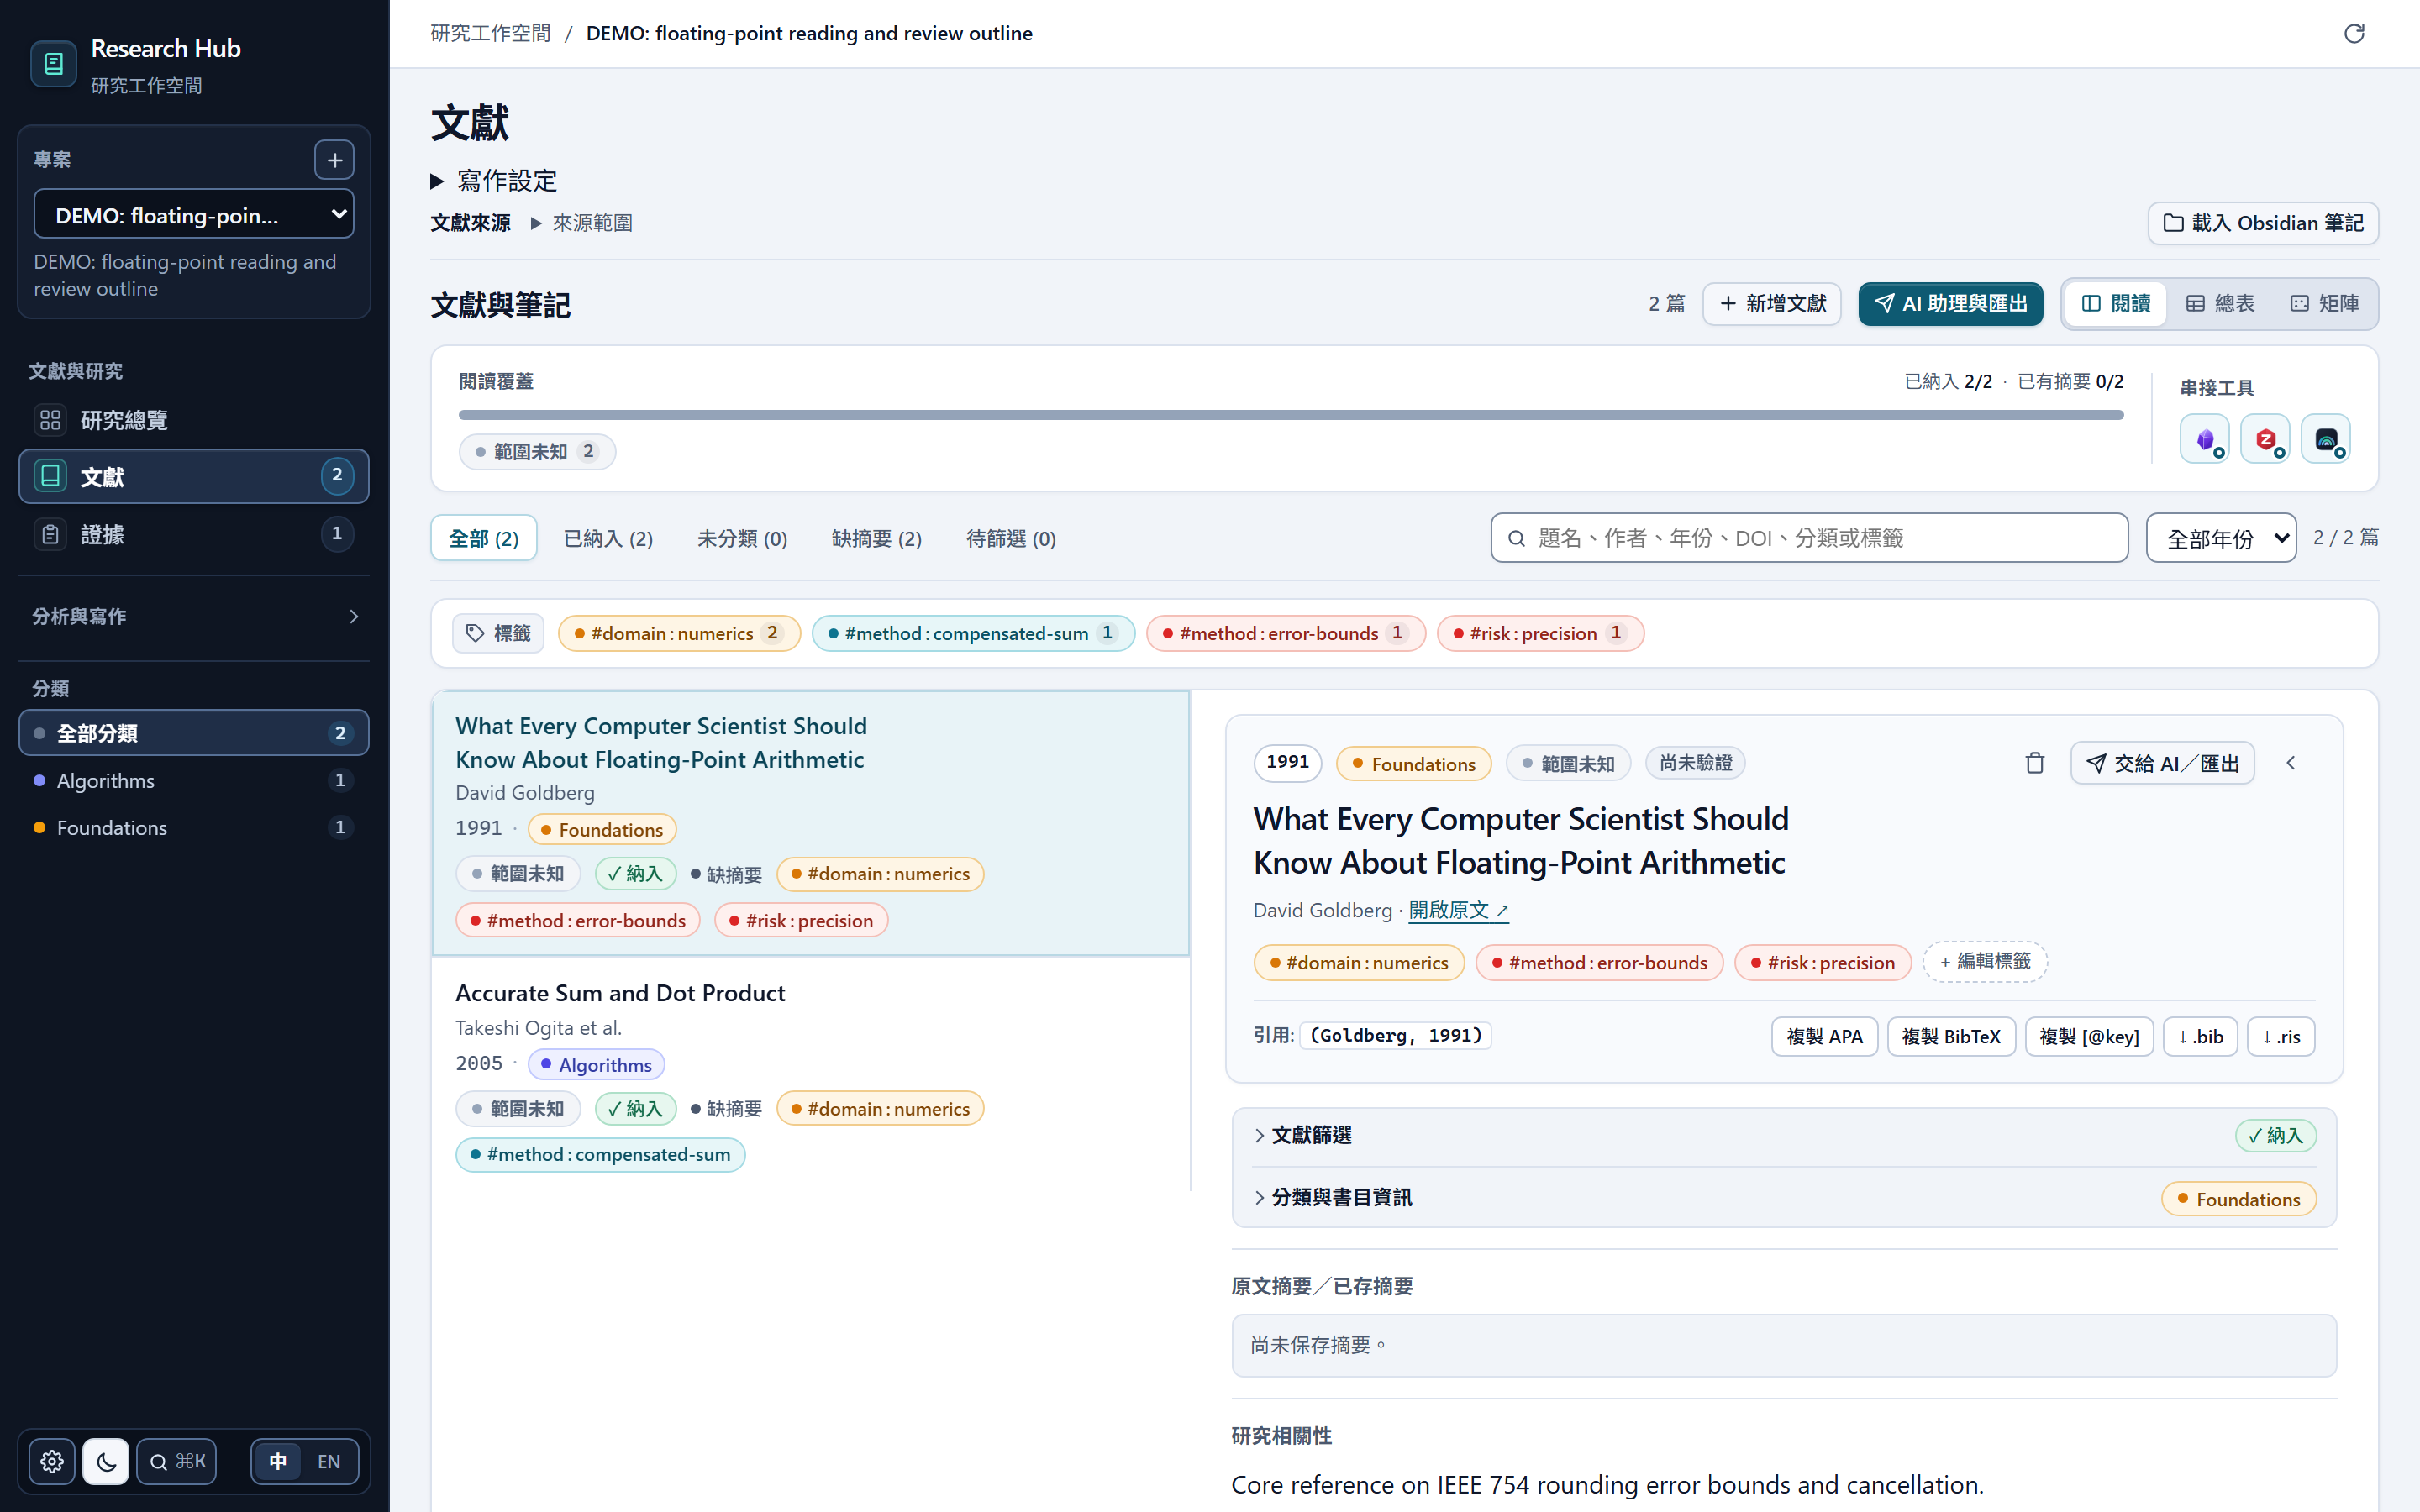 Research Hub
研究工作空間
專案
DEMO: floating-poin...
DEMO: floating-point reading and
review outline
文獻與研究
研究總覽
文獻 2
證據 1
分析與寫作
分類
全部分類 2
Algorithms 1
Foundations 1
⌘K
中 EN
研究工作空間 / DEMO: floating-point reading and review outline
文獻
寫作設定
文獻來源 來源範圍
載入 Obsidian 筆記
文獻與筆記
2 篇 + 新增文獻 AI 助理與匯出 閱讀 總表 矩陣
閱讀覆蓋
已納入 2/2 · 已有摘要 0/2
範圍未知 2
串接工具
全部 (2) 已納入 (2) 未分類 (0) 缺摘要 (2) 待篩選 (0)
題名、作者、年份、DOI、分類或標籤
全部年份
2 / 2 篇
標籤 #domain:numerics 2 #method:compensated-sum 1 #method:error-bounds 1 #risk:precision 1
What Every Computer Scientist Should
Know About Floating-Point Arithmetic
David Goldberg
1991 · Foundations
範圍未知 ✓ 納入 缺摘要 #domain:numerics
#method:error-bounds #risk:precision
Accurate Sum and Dot Product
Takeshi Ogita et al.
2005 · Algorithms
範圍未知 ✓ 納入 缺摘要 #domain:numerics
#method:compensated-sum
1991 Foundations 範圍未知 尚未驗證
交給 AI／匯出
What Every Computer Scientist Should
Know About Floating-Point Arithmetic
David Goldberg · 開啟原文 ↗
#domain:numerics #method:error-bounds #risk:precision + 編輯標籤
引用: (Goldberg, 1991)
複製 APA 複製 BibTeX 複製 [@key] ↓ .bib ↓ .ris
文獻篩選 ✓ 納入
分類與書目資訊 Foundations
原文摘要／已存摘要
尚未保存摘要。
研究相關性
Core reference on IEEE 754 rounding error bounds and cancellation.